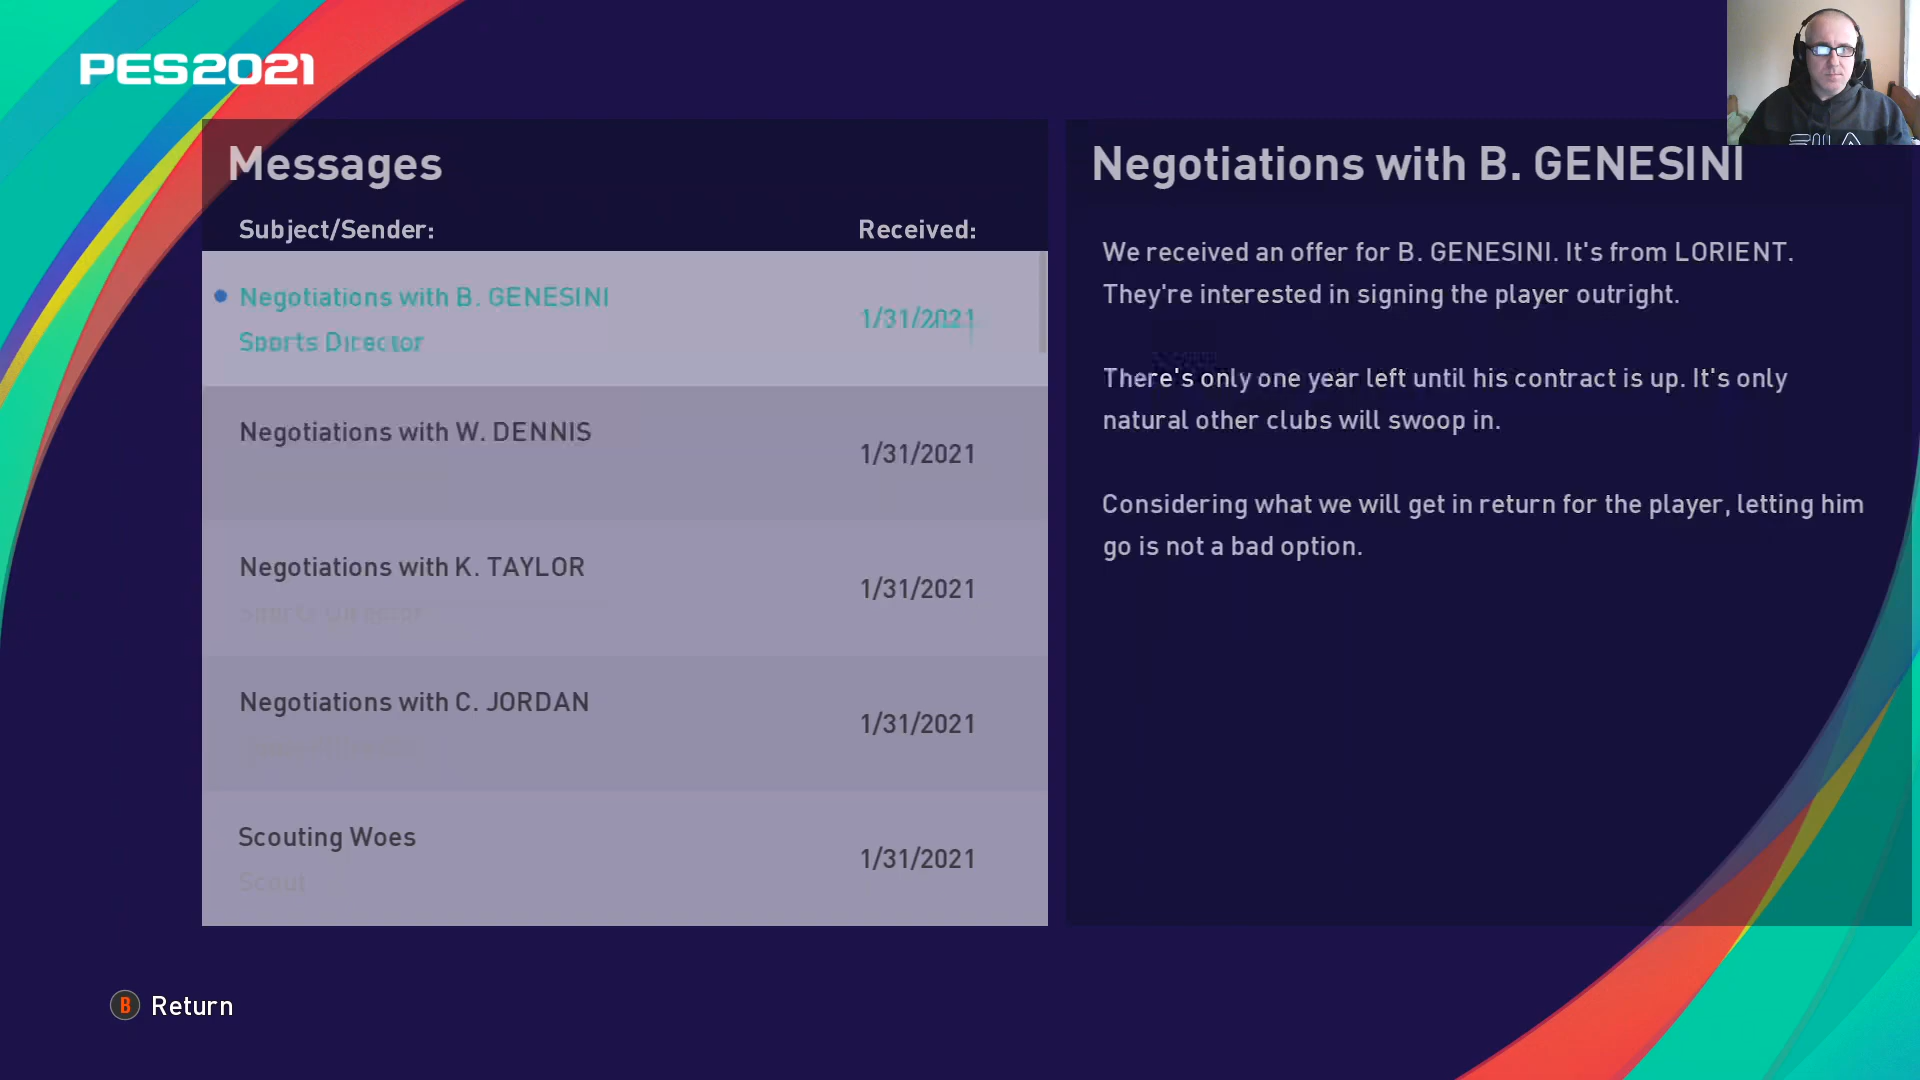 PES2021
Messages
Subject/Sender:
Received:
Negotiations with B. GENESINI
Sports Director
1/31/2021
Negotiations with W. DENNIS
1/31/2021
Negotiations with K. TAYLOR
Sports Director
1/31/2021
Negotiations with C. JORDAN
1/31/2021
Scouting Woes
Scout
1/31/2021
Negotiations with B. GENESINI
We received an offer for B. GENESINI. It's from LORIENT.
They're interested in signing the player outright.
There's only one year left until his contract is up. It's only
natural other clubs will swoop in.
Considering what we will get in return for the player, letting him
go is not a bad option.
B Return